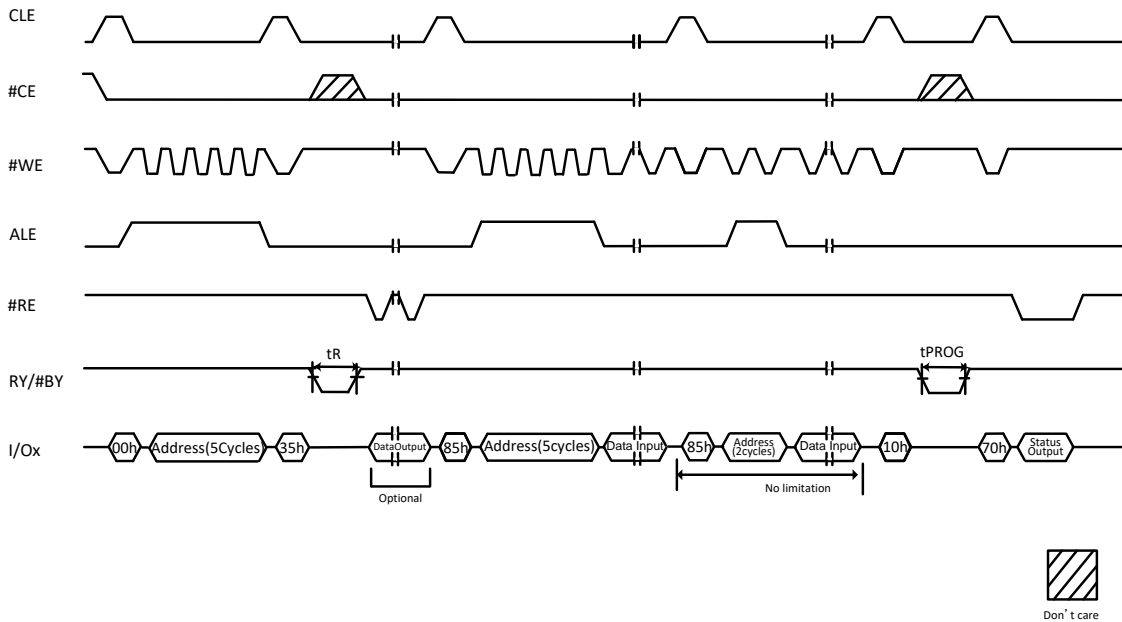 CLE
#CE
#WE
ALE
#RE
tR
tPROG
RY/#BY
I/Ox
00h
Address(5Cycles)
35h
DataOutput
85h
Address(5cycles)
Data Input
85h
Address
(2cycles)
Data Input
10h
70h
Status
Output
Optional
No limitation
Don't care